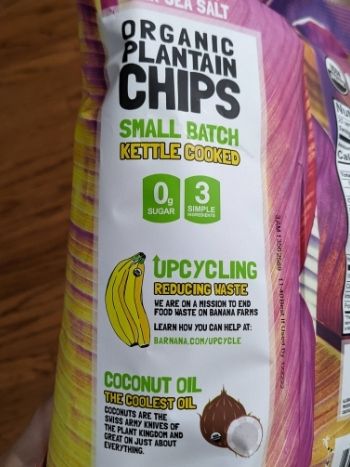 SEA SALT
ORGANIC
PLANTAIN
CHIPS
SMALL BATCH
KETTLE COOKED
0g
SUGAR
3
SIMPLE
INGREDIENTS
UPCYCLING
REDUCING WASTE
WE ARE ON A MISSION TO END
FOOD WASTE ON BANANA FARMS
LEARN HOW YOU CAN HELP AT:
BARNANA.COM/UPCYCLE
COCONUT OIL
THE COOLEST OIL
COCONUTS ARE THE
SWISS ARMY KNIVES OF
THE PLANT KINGDOM AND
GREAT ON JUST ABOUT
EVERYTHING.